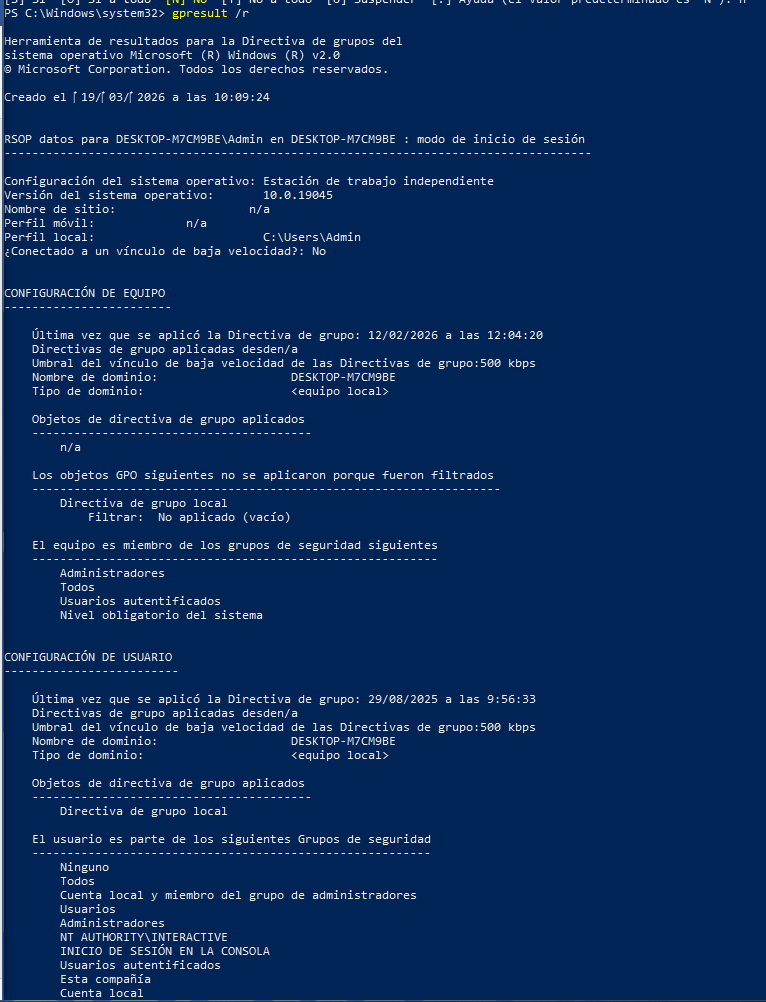 [S] Sí  [O] Sí a todo  [N] No  [T] No a todo  [U] Suspender  [?] Ayuda (el valor predeterminado es "N"): n
PS C:\Windows\system32> gpresult /r
Herramienta de resultados para la Directiva de grupos del
sistema operativo Microsoft (R) Windows (R) v2.0
© Microsoft Corporation. Todos los derechos reservados.
Creado el 19/ 03/ 2026 a las 10:09:24
RSOP datos para DESKTOP-M7CM9BE\Admin en DESKTOP-M7CM9BE : modo de inicio de sesión
------------------------------------------------------------------------------------
Configuración del sistema operativo: Estación de trabajo independiente
Versión del sistema operativo:       10.0.19045
Nombre de sitio:                   n/a
Perfil móvil:             n/a
Perfil local:                        C:\Users\Admin
¿Conectado a un vínculo de baja velocidad?: No
CONFIGURACIÓN DE EQUIPO
------------------------
    Última vez que se aplicó la Directiva de grupo: 12/02/2026 a las 12:04:20
    Directivas de grupo aplicadas desden/a
    Umbral del vínculo de baja velocidad de las Directivas de grupo:500 kbps
    Nombre de dominio:                   DESKTOP-M7CM9BE
    Tipo de dominio:                     <equipo local>
    Objetos de directiva de grupo aplicados
    ----------------------------------------
        n/a
    Los objetos GPO siguientes no se aplicaron porque fueron filtrados
    -------------------------------------------------------------------
        Directiva de grupo local
            Filtrar:  No aplicado (vacío)
    El equipo es miembro de los grupos de seguridad siguientes
    ----------------------------------------------------------
        Administradores
        Todos
        Usuarios autentificados
        Nivel obligatorio del sistema
CONFIGURACIÓN DE USUARIO
-------------------------
    Última vez que se aplicó la Directiva de grupo: 29/08/2025 a las 9:56:33
    Directivas de grupo aplicadas desden/a
    Umbral del vínculo de baja velocidad de las Directivas de grupo:500 kbps
    Nombre de dominio:                   DESKTOP-M7CM9BE
    Tipo de dominio:                     <equipo local>
    Objetos de directiva de grupo aplicados
    ----------------------------------------
        Directiva de grupo local
    El usuario es parte de los siguientes Grupos de seguridad
    ---------------------------------------------------------
        Ninguno
        Todos
        Cuenta local y miembro del grupo de administradores
        Usuarios
        Administradores
        NT AUTHORITY\INTERACTIVE
        INICIO DE SESIÓN EN LA CONSOLA
        Usuarios autentificados
        Esta compañía
        Cuenta local